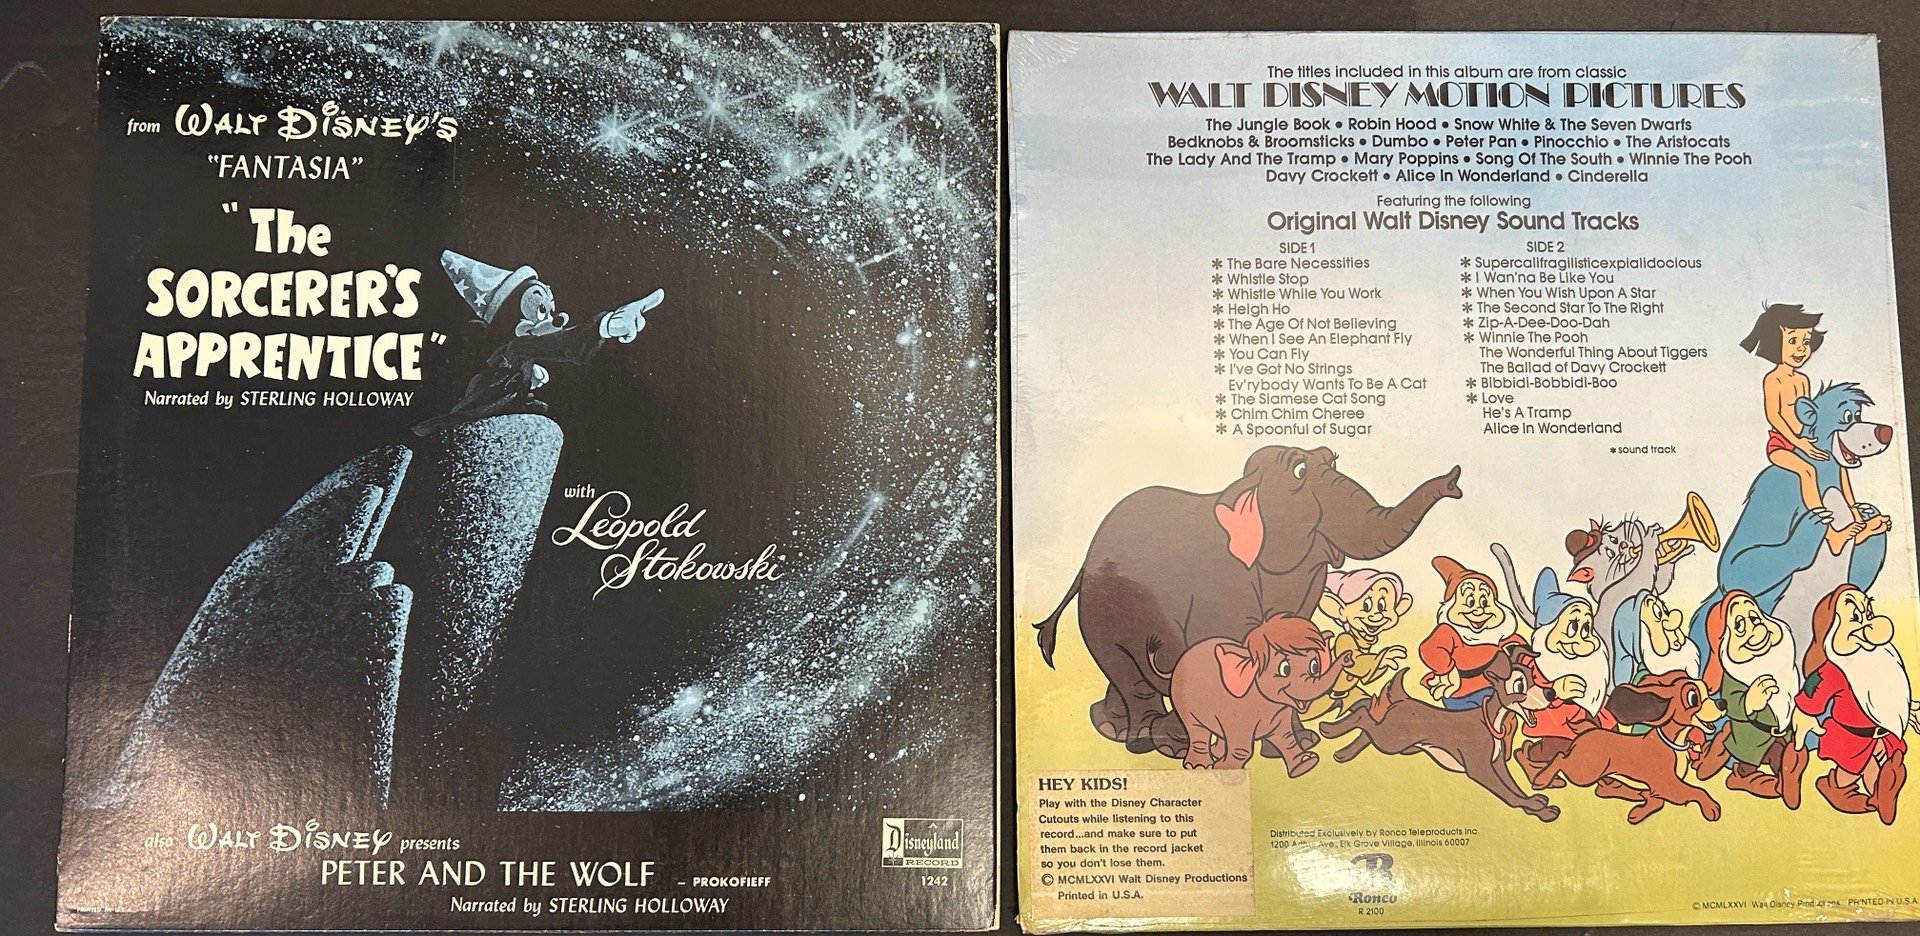 from WALT DISNEY'S
"FANTASIA"
"The
SORCERER'S
APPRENTICE"
Narrated by STERLING HOLLOWAY
with
Leopold
Stokowski
also WALT DISNEY presents
PETER AND THE WOLF – PROKOFIEFF
Narrated by STERLING HOLLOWAY
Disneyland
RECORD
1242
PRINTED IN U.S.A.
The titles included in this album are from classic
WALT DISNEY MOTION PICTURES
The Jungle Book • Robin Hood • Snow White & The Seven Dwarfs
Bedknobs & Broomsticks • Dumbo • Peter Pan • Pinocchio • The Aristocats
The Lady And The Tramp • Mary Poppins • Song Of The South • Winnie The Pooh
Davy Crockett • Alice In Wonderland • Cinderella
Featuring the following
Original Walt Disney Sound Tracks
SIDE 1
* The Bare Necessities
* Whistle Stop
* Whistle While You Work
* Heigh Ho
* The Age Of Not Believing
* When I See An Elephant Fly
* You Can Fly
* I've Got No Strings
Ev'rybody Wants To Be A Cat
* The Siamese Cat Song
* Chim Chim Cheree
* A Spoonful of Sugar
SIDE 2
* Supercalifragilisticexpialidocious
* I Wan'na Be Like You
* When You Wish Upon A Star
* The Second Star To The Right
* Zip-A-Dee-Doo-Dah
* Winnie The Pooh
The Wonderful Thing About Tiggers
The Ballad of Davy Crockett
* Bibbidi-Bobbidi-Boo
* Love
He's A Tramp
Alice In Wonderland
* sound track
HEY KIDS!
Play with the Disney Character
Cutouts while listening to this
record...and make sure to put
them back in the record jacket
so you don't lose them.
© MCMLXXVI Walt Disney Productions
Printed in U.S.A.
Distributed Exclusively by Ronco Teleproducts Inc.
1200 Ave., Elk Grove Village, Illinois 60007
R
Ronco
R 2100
© MCMLXXVI Walt Disney Productions PRINTED IN U.S.A.